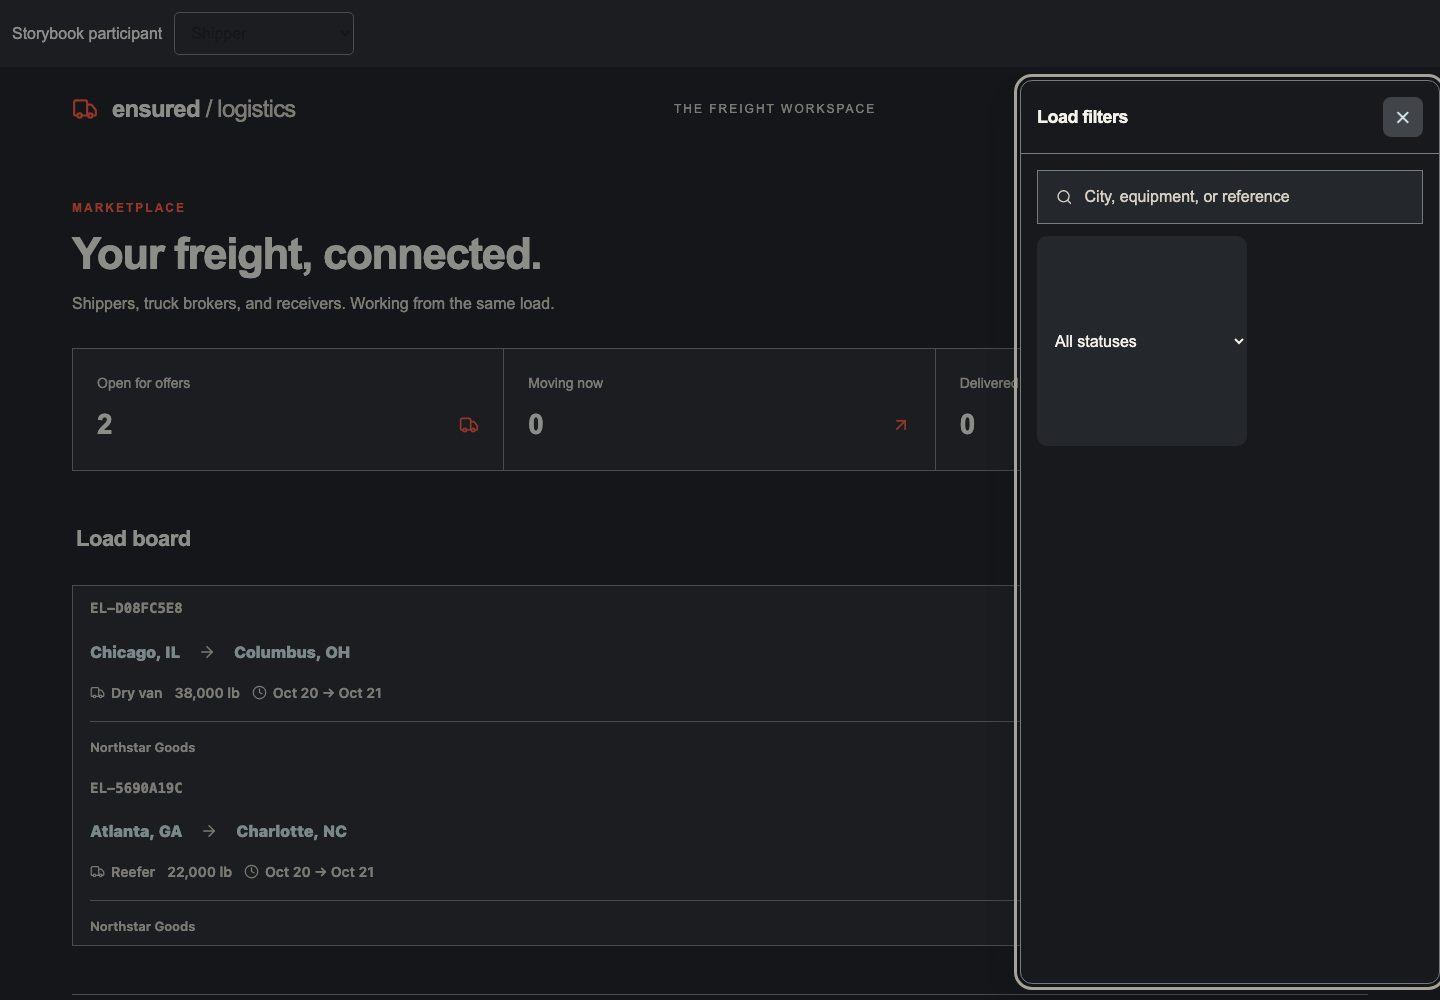 Storybook participant
Shipper
ensured / logistics
THE FREIGHT WORKSPACE
MARKETPLACE
Your freight, connected.
Shippers, truck brokers, and receivers. Working from the same load.
Open for offers
2
Moving now
0
Delivered
0
Load board
EL–D08FC5E8
Chicago, IL → Columbus, OH
Dry van 38,000 lb Oct 20 → Oct 21
Northstar Goods
EL–5690A19C
Atlanta, GA → Charlotte, NC
Reefer 22,000 lb Oct 20 → Oct 21
Northstar Goods
Load filters
City, equipment, or reference
All statuses